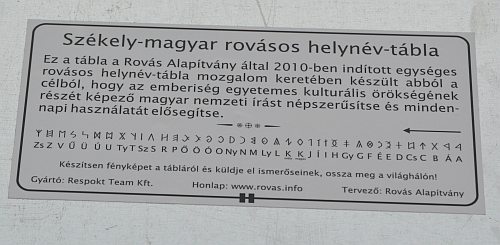 Székely-magyar rovásos helynév-tábla
Ez a tábla a Rovás Alapítvány által 2010-ben indított egységes
rovásos helynév-tábla mozgalom keretében készült abból a
célból, hogy az emberiség egyetemes kulturális örökségének
részét képező magyar nemzeti írást népszerűsítse és minden-
napi használatát elősegítse.
Zs Z V Ű Ü Ú U Ty T Sz S R P Ő Ö Ó O Ny N M Ly L K K J Í I H Gy G F É E D Cs C B Á A
Készítsen fényképet a tábláról és küldje el ismerőseinek, ossza meg a világhálón!
Gyártó: Respokt Team Kft. Honlap: www.rovas.info Tervező: Rovás Alapítvány